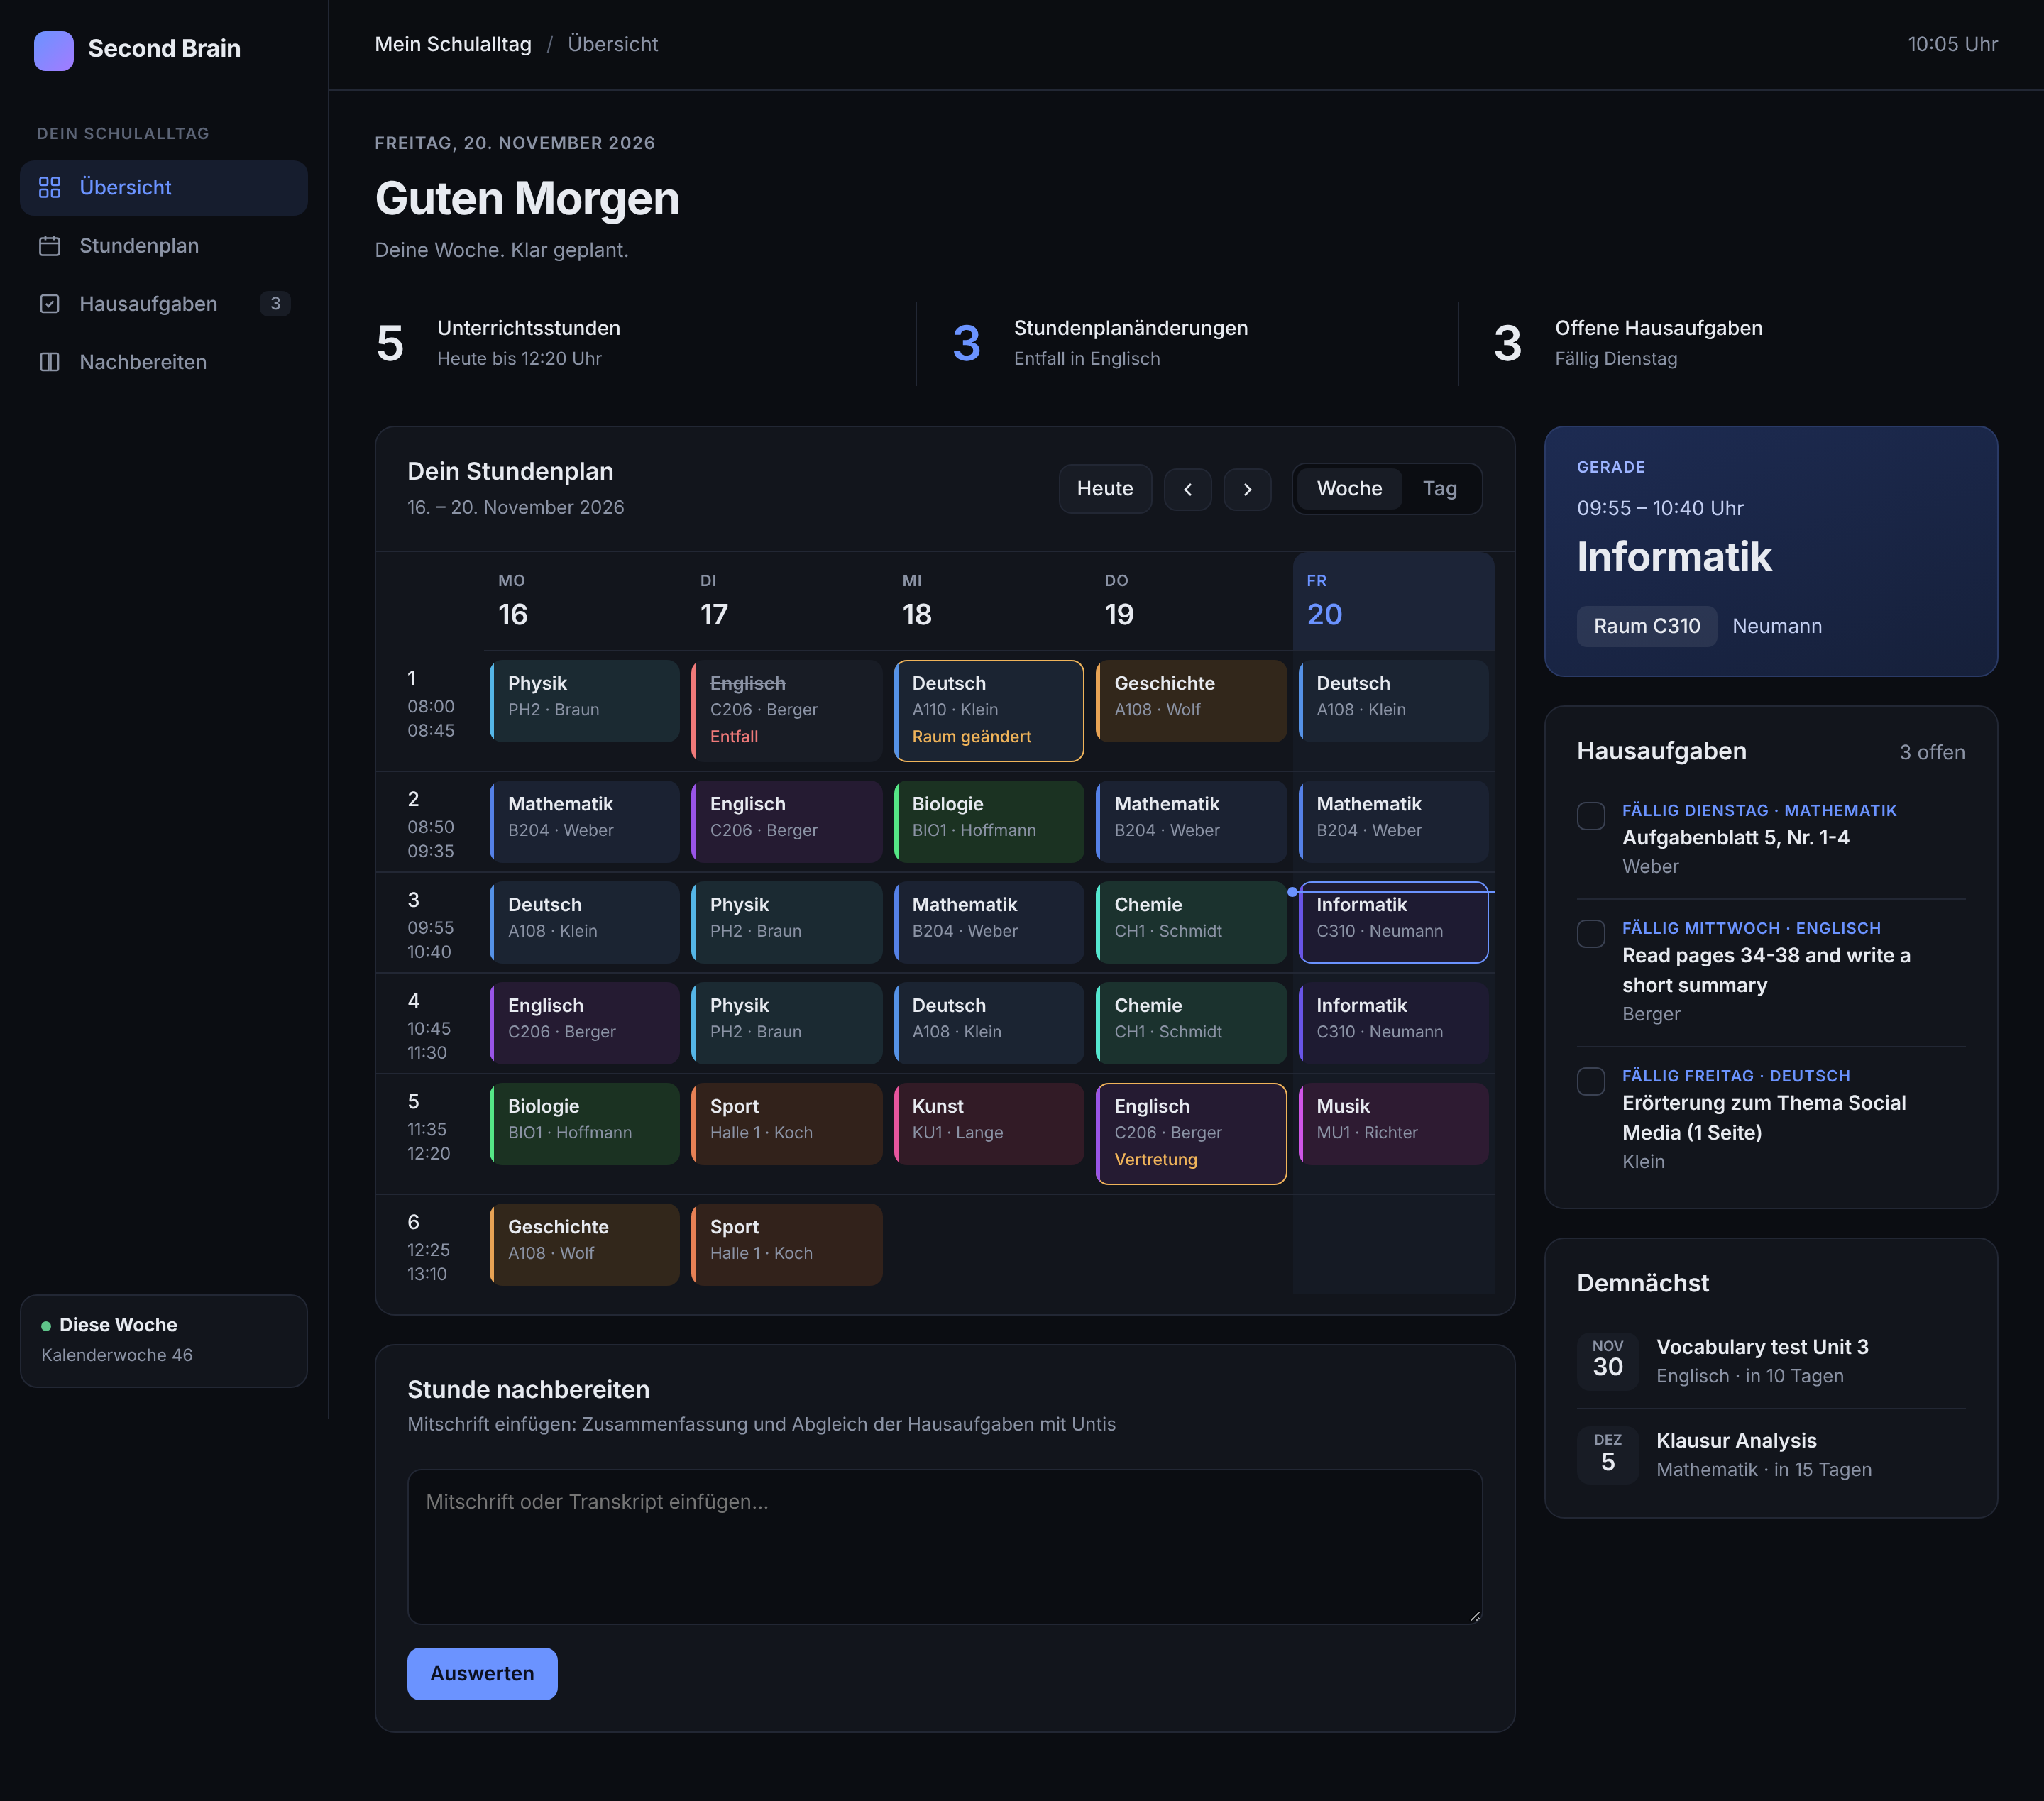 Second Brain
DEIN SCHULALLTAG
Übersicht
Stundenplan
Hausaufgaben 3
Nachbereiten
Diese Woche
Kalenderwoche 46
Mein Schulalltag / Übersicht
10:05 Uhr
FREITAG, 20. NOVEMBER 2026
Guten Morgen
Deine Woche. Klar geplant.
5 Unterrichtsstunden
Heute bis 12:20 Uhr
3 Stundenplanänderungen
Entfall in Englisch
3 Offene Hausaufgaben
Fällig Dienstag
Dein Stundenplan
16. – 20. November 2026
Heute
Woche Tag
MO DI MI DO FR
16 17 18 19 20
1
08:00
08:45
Physik
PH2 · Braun
Englisch
C206 · Berger
Entfall
Deutsch
A110 · Klein
Raum geändert
Geschichte
A108 · Wolf
Deutsch
A108 · Klein
2
08:50
09:35
Mathematik
B204 · Weber
Englisch
C206 · Berger
Biologie
BIO1 · Hoffmann
Mathematik
B204 · Weber
Mathematik
B204 · Weber
3
09:55
10:40
Deutsch
A108 · Klein
Physik
PH2 · Braun
Mathematik
B204 · Weber
Chemie
CH1 · Schmidt
Informatik
C310 · Neumann
4
10:45
11:30
Englisch
C206 · Berger
Physik
PH2 · Braun
Deutsch
A108 · Klein
Chemie
CH1 · Schmidt
Informatik
C310 · Neumann
5
11:35
12:20
Biologie
BIO1 · Hoffmann
Sport
Halle 1 · Koch
Kunst
KU1 · Lange
Englisch
C206 · Berger
Vertretung
Musik
MU1 · Richter
6
12:25
13:10
Geschichte
A108 · Wolf
Sport
Halle 1 · Koch
Stunde nachbereiten
Mitschrift einfügen: Zusammenfassung und Abgleich der Hausaufgaben mit Untis
Mitschrift oder Transkript einfügen...
Auswerten
GERADE
09:55 – 10:40 Uhr
Informatik
Raum C310 Neumann
Hausaufgaben 3 offen
FÄLLIG DIENSTAG · MATHEMATIK
Aufgabenblatt 5, Nr. 1-4
Weber
FÄLLIG MITTWOCH · ENGLISCH
Read pages 34-38 and write a
short summary
Berger
FÄLLIG FREITAG · DEUTSCH
Erörterung zum Thema Social
Media (1 Seite)
Klein
Demnächst
NOV
30
Vocabulary test Unit 3
Englisch · in 10 Tagen
DEZ
5
Klausur Analysis
Mathematik · in 15 Tagen